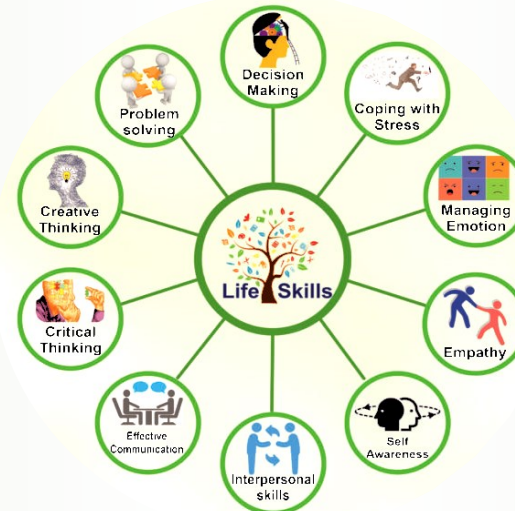 Decision
Making
Coping with
Stress
Managing
Emotion
Empathy
Self
Awareness
Interpersonal
skills
Effective
Communication
Critical
Thinking
Creative
Thinking
Problem
solving
Life Skills